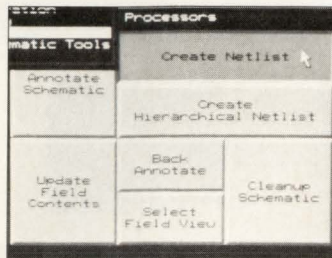 Processors
matic Tools
Create Netlist
Annotate
Schematic
Create
Hierarchical Netlist
Update
Field
Contents
Back
Annotate
Select
Field View
Cleanup
Schematic